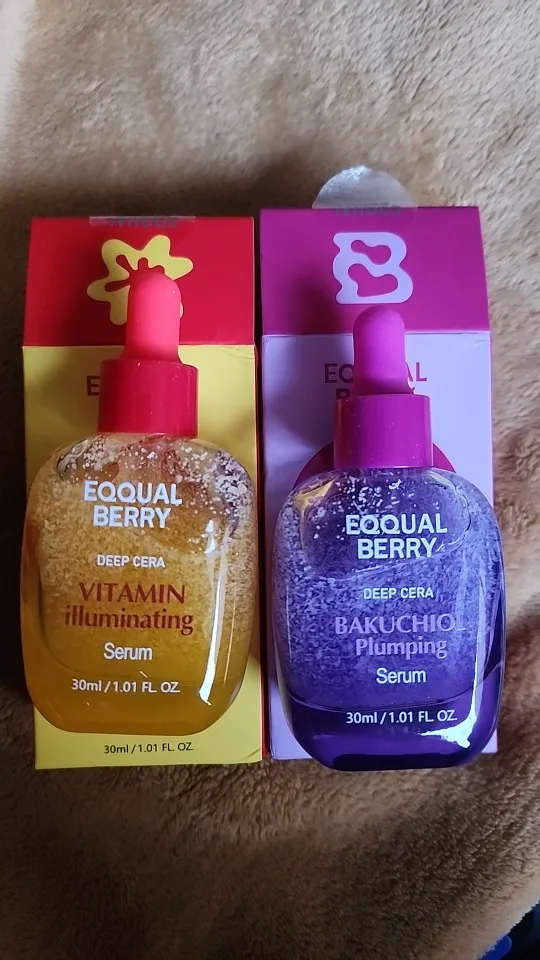 EQQUAL
BERRY
DEEP CERA
VITAMIN
illuminating
Serum
30ml / 1.01 FL. OZ.
30ml / 1.01 FL. OZ.
EQQUAL
BERRY
DEEP CERA
BAKUCHIOL
Plumping
Serum
30ml / 1.01 FL. OZ.